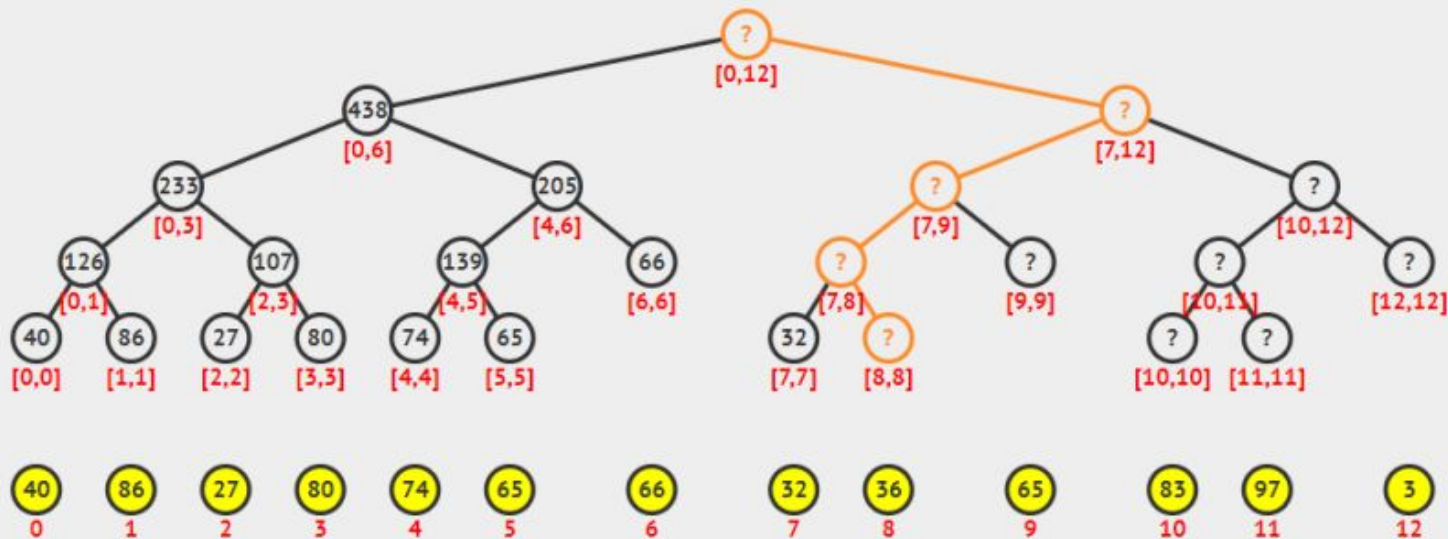 ?
[0,12]
438 ?
[0,6] [7,12]
233 205 ? ?
[0,3] [4,6] [7,9] [10,12]
126 107 139 66 ? ? ? ?
[0,1] [2,3] [4,5] [6,6] [7,8] [9,9] [10,11] [12,12]
40 86 27 80 74 65 32 ? ? ?
[0,0] [1,1] [2,2] [3,3] [4,4] [5,5] [7,7] [8,8] [10,10] [11,11]
40 86 27 80 74 65 66 32 36 65 83 97 3
0 1 2 3 4 5 6 7 8 9 10 11 12